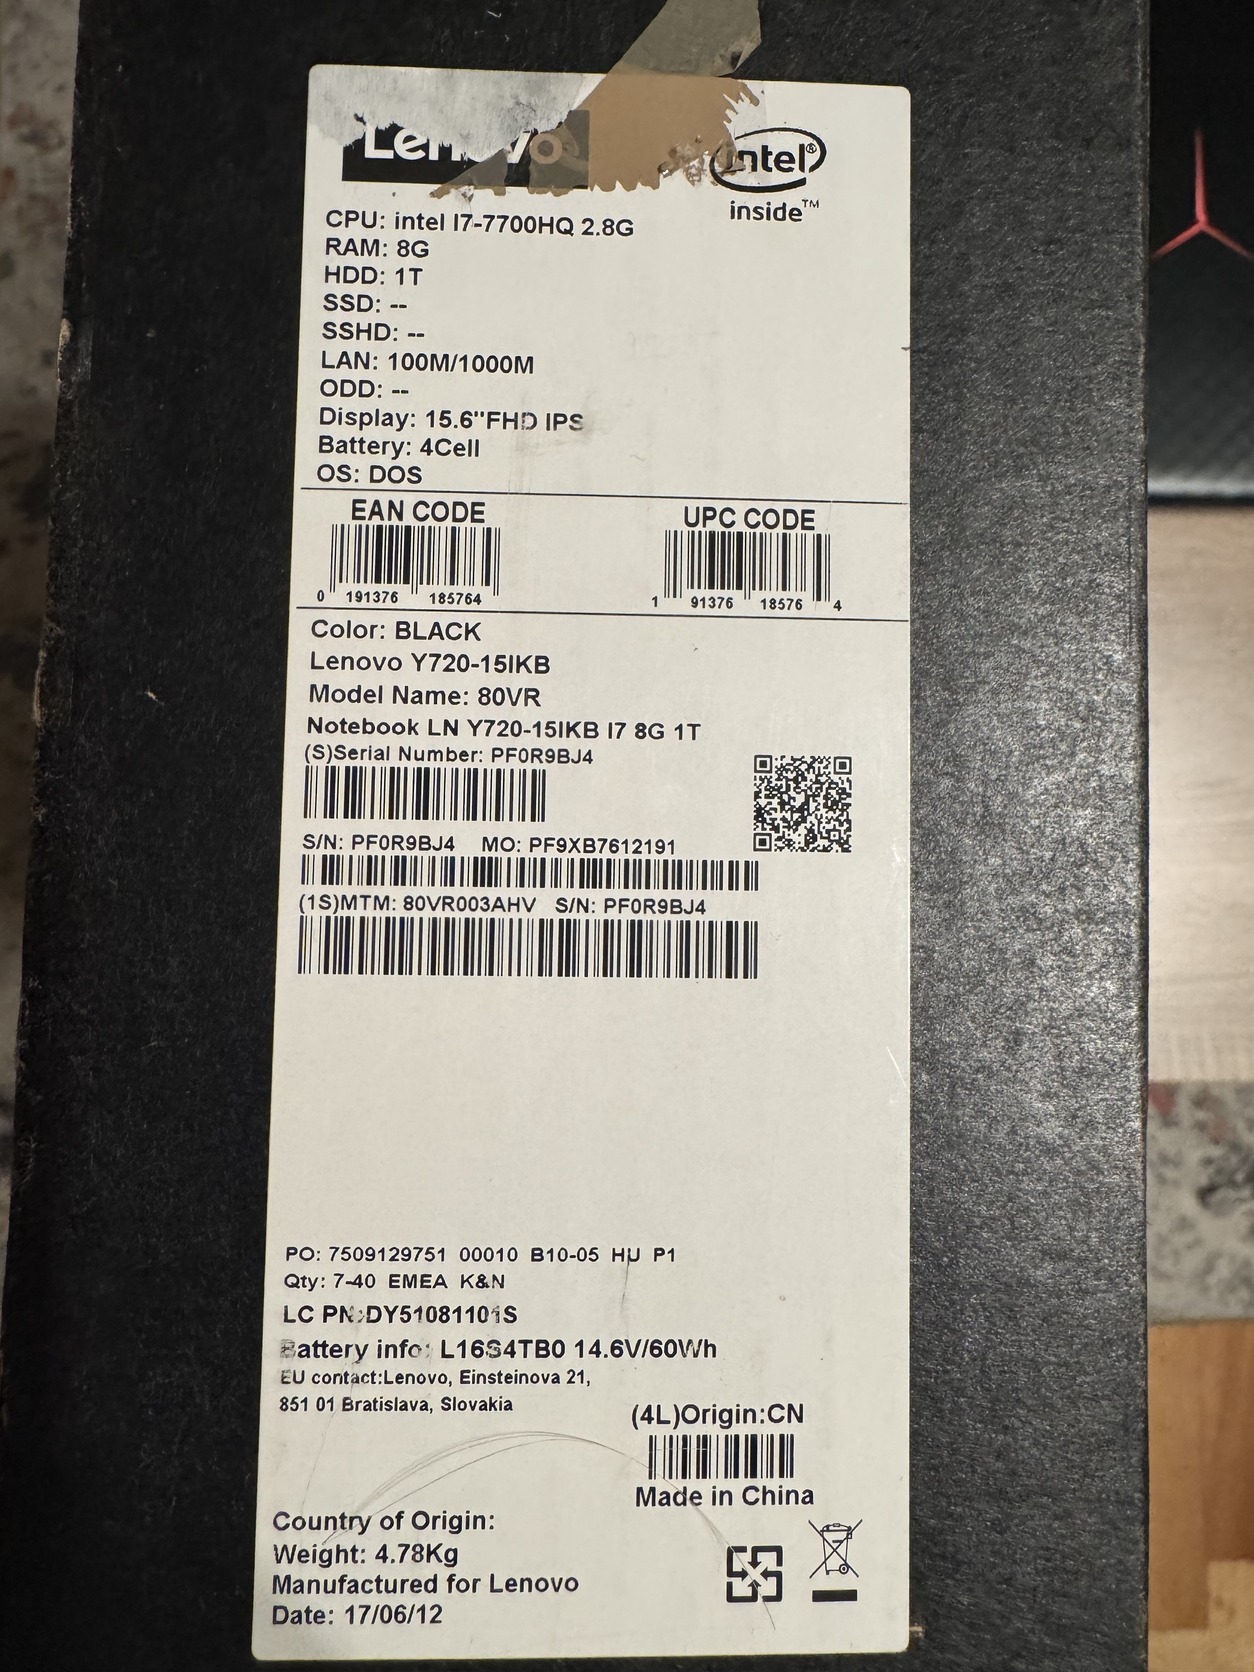 Lenovo
intel®
inside™
CPU: intel I7-7700HQ 2.8G
RAM: 8G
HDD: 1T
SSD: --
SSHD: --
LAN: 100M/1000M
ODD: --
Display: 15.6"FHD IPS
Battery: 4Cell
OS: DOS
EAN CODE UPC CODE
0 191376 185764 1 91376 18576 4
Color: BLACK
Lenovo Y720-15IKB
Model Name: 80VR
Notebook LN Y720-15IKB I7 8G 1T
(S)Serial Number: PF0R9BJ4
S/N: PF0R9BJ4 MO: PF9XB7612191
(1S)MTM: 80VR003AHV S/N: PF0R9BJ4
PO: 7509129751 00010 B10-05 HU P1
Qty: 7-40 EMEA K&N
LC PN:DY51081101S
Battery info: L16S4TB0 14.6V/60Wh
EU contact:Lenovo, Einsteinova 21,
851 01 Bratislava, Slovakia
(4L)Origin:CN
Made in China
Country of Origin:
Weight: 4.78Kg
Manufactured for Lenovo
Date: 17/06/12